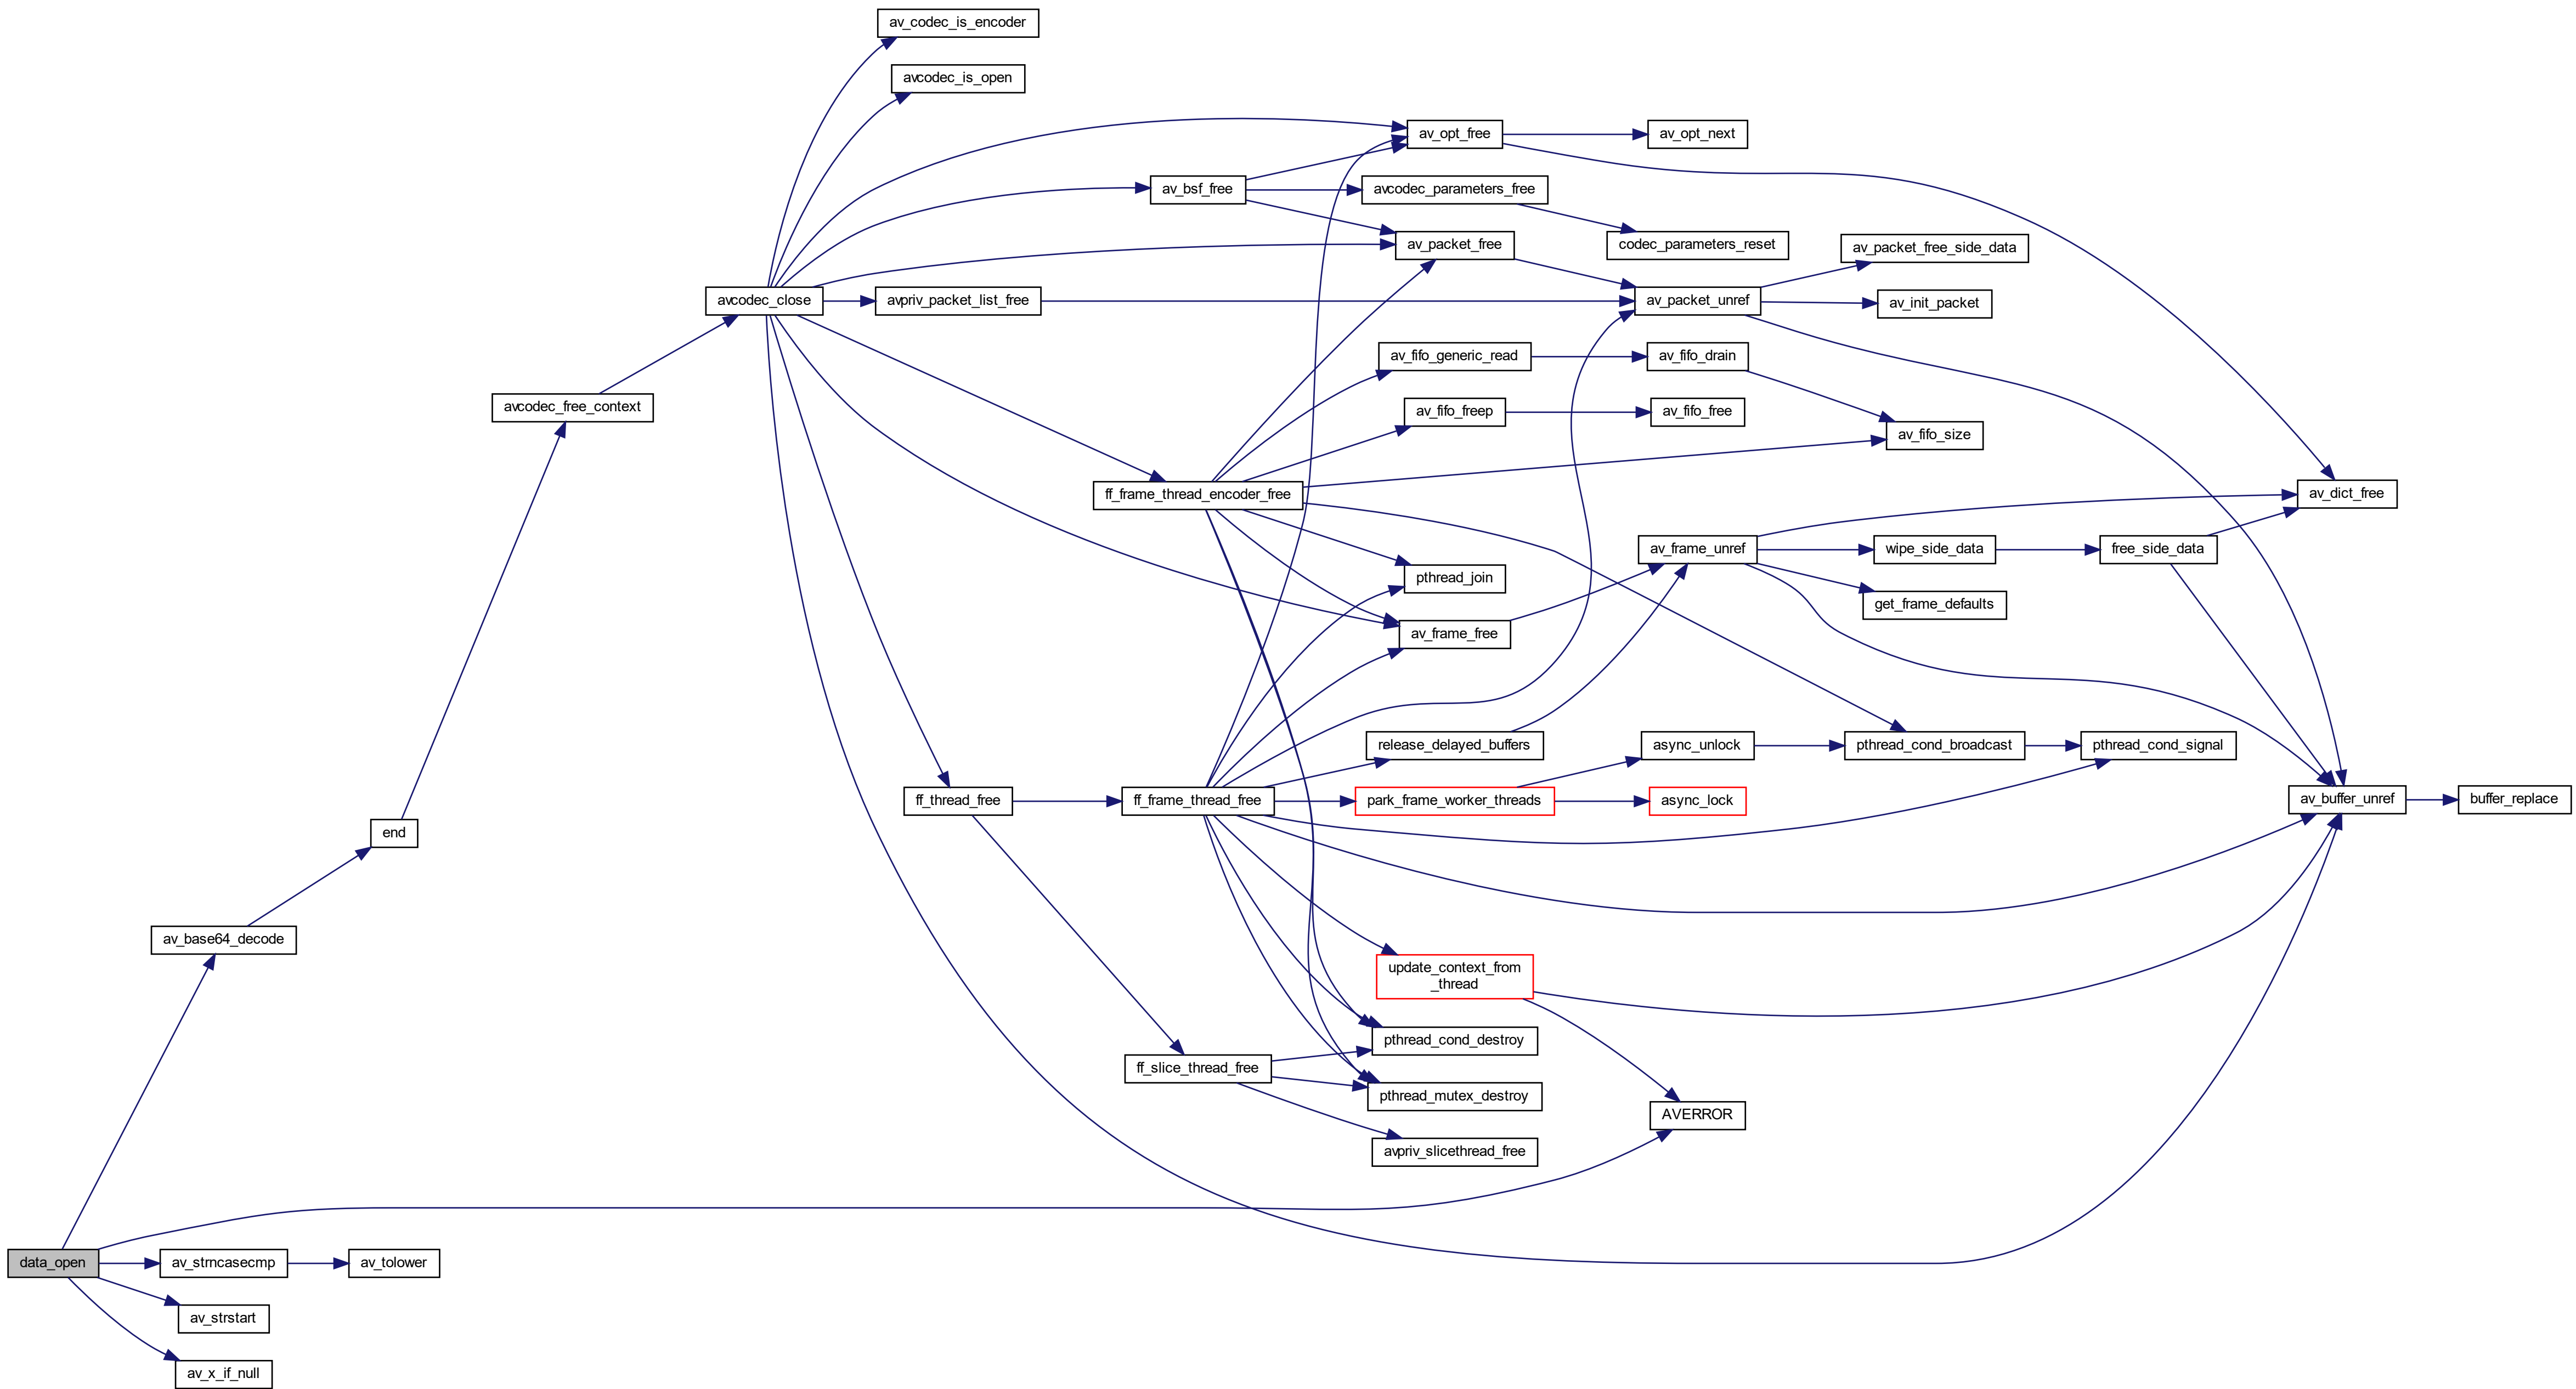 av_codec_is_encoder
avcodec_is_open
av_opt_free
av_opt_next
av_bsf_free
avcodec_parameters_free
av_packet_free
codec_parameters_reset
av_packet_free_side_data
avcodec_close
avpriv_packet_list_free
av_packet_unref
av_init_packet
av_fifo_generic_read
av_fifo_drain
avcodec_free_context
av_fifo_freep
av_fifo_free
av_fifo_size
ff_frame_thread_encoder_free
av_dict_free
av_frame_unref
wipe_side_data
free_side_data
pthread_join
get_frame_defaults
av_frame_free
release_delayed_buffers
async_unlock
pthread_cond_broadcast
pthread_cond_signal
ff_thread_free
ff_frame_thread_free
park_frame_worker_threads
async_lock
av_buffer_unref
buffer_replace
end
av_base64_decode
update_context_from
_thread
pthread_cond_destroy
ff_slice_thread_free
pthread_mutex_destroy
AVERROR
avpriv_slicethread_free
data_open
av_strncasecmp
av_tolower
av_strstart
av_x_if_null